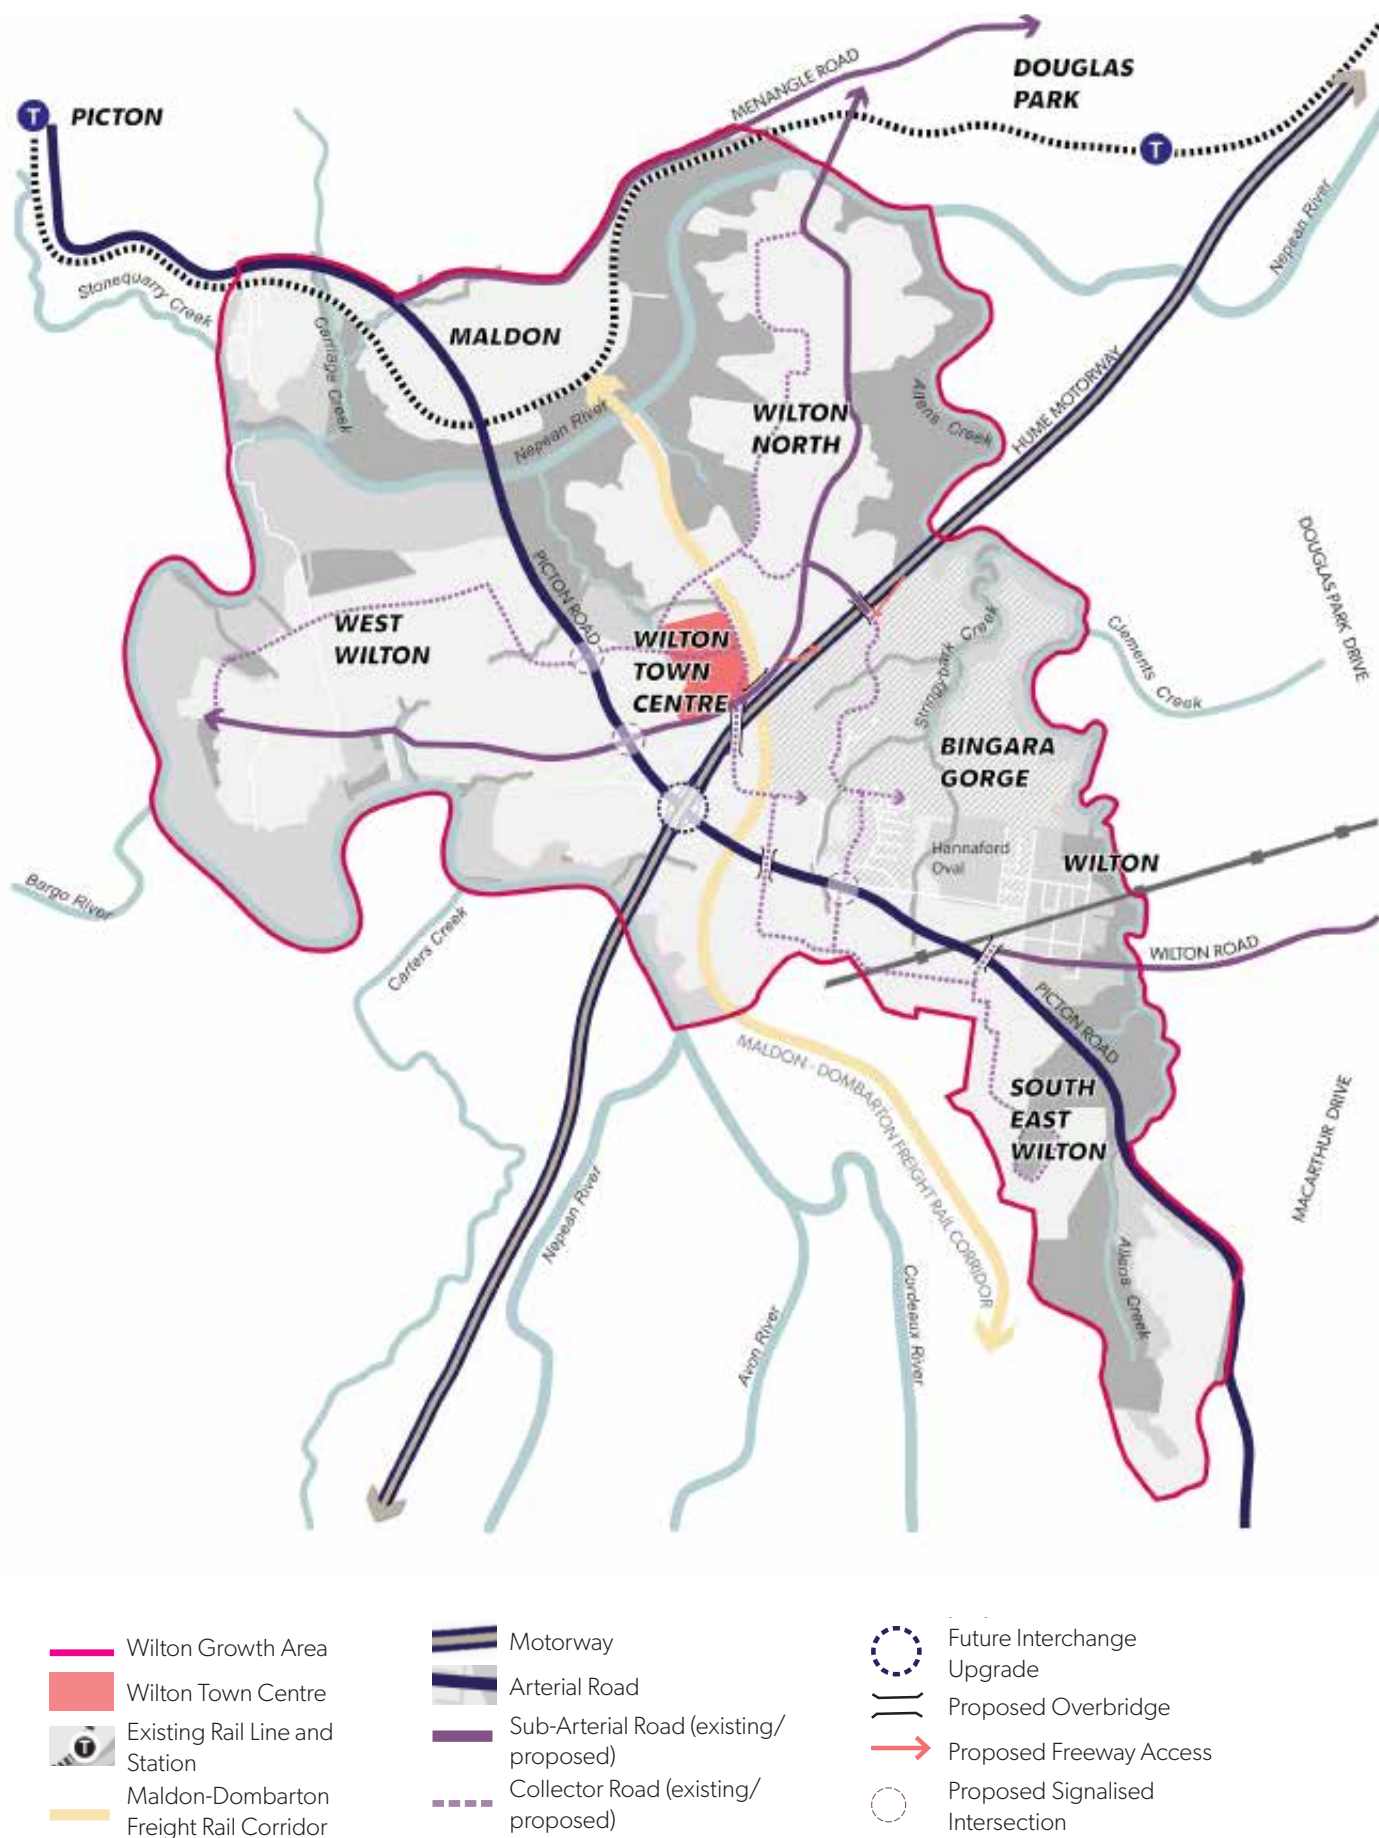 MENANGLE ROAD
DOUGLAS
PARK
T
PICTON
T
Nepean River
Stonequarry Creek
Carriage Creek
MALDON
HUME MOTORWAY
Allens Creek
WILTON
NORTH
Nepean River
DOUGLAS PARK DRIVE
PICTON ROAD
WEST
WILTON
WILTON
TOWN
CENTRE
Stringybark Creek
Clements Creek
BINGARA
GORGE
Hannaford
Oval
WILTON
Bargo River
Carters Creek
WILTON ROAD
PICTON ROAD
MALDON - DOMBARTON FREIGHT RAIL CORRIDOR
SOUTH
EAST
WILTON
MACARTHUR DRIVE
Nepean River
Avon River
Cordeaux River
Allens Creek
Wilton Growth Area
Wilton Town Centre
T
Existing Rail Line and
Station
Maldon-Dombarton
Freight Rail Corridor
Motorway
Arterial Road
Sub-Arterial Road (existing/
proposed)
Collector Road (existing/
proposed)
Future Interchange
Upgrade
Proposed Overbridge
Proposed Freeway Access
Proposed Signalised
Intersection